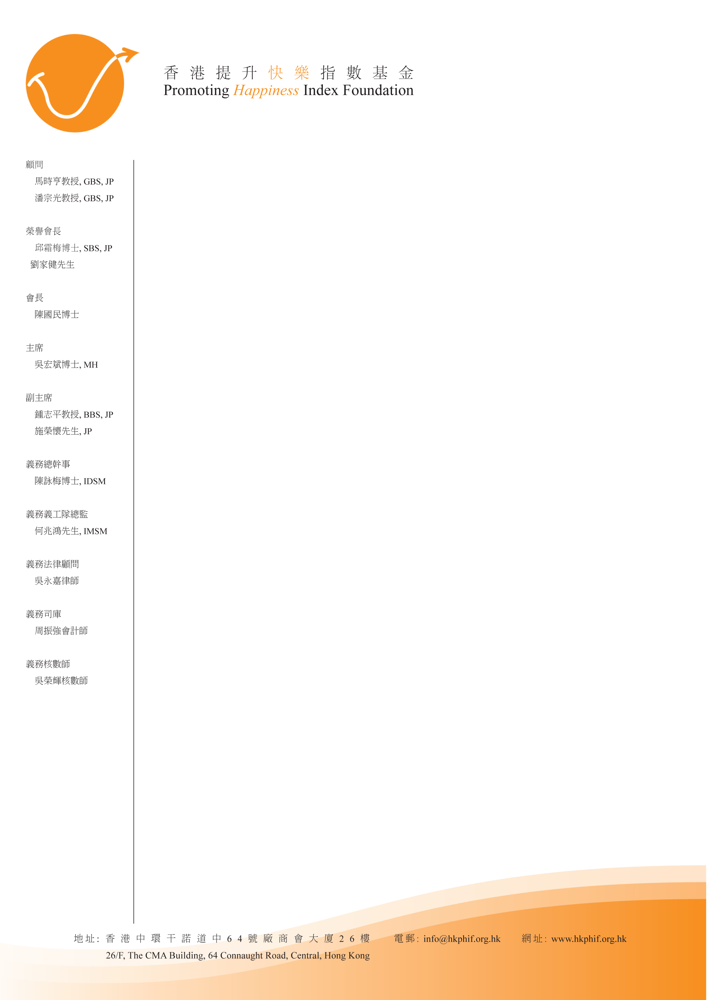 香港提升快樂指數基金
Promoting Happiness Index Foundation
顧問
馬時亨教授, GBS, JP
潘宗光教授, GBS, JP
榮譽會長
邱霜梅博士, SBS, JP
劉家健先生
會長
陳國民博士
主席
吳宏斌博士, MH
副主席
鍾志平教授, BBS, JP
施榮懷先生, JP
義務總幹事
陳詠梅博士, IDSM
義務義工隊總監
何兆鴻先生, IMSM
義務法律顧問
吳永嘉律師
義務司庫
周振強會計師
義務核數師
吳榮輝核數師
地址: 香港中環干諾道中64號廠商會大廈26樓 電郵: info@hkphif.org.hk 網址: www.hkphif.org.hk
26/F, The CMA Building, 64 Connaught Road, Central, Hong Kong